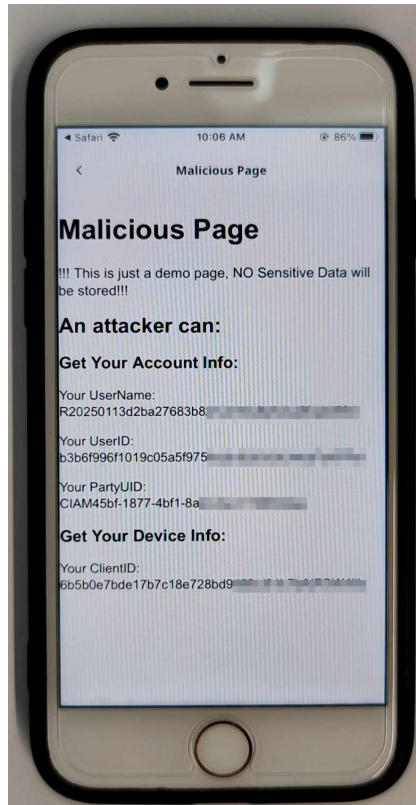 Safari 10:06 AM 86%
Malicious Page
Malicious Page
!!! This is just a demo page, NO Sensitive Data will
be stored!!!
An attacker can:
Get Your Account Info:
Your UserName:
R20250113d2ba27683b8
Your UserID:
b3b6f996f1019c05a5f975
Your PartyUID:
CIAM45bf-1877-4bf1-8a
Get Your Device Info:
Your ClientID:
6b5b0e7bde17b7c18e728bd9